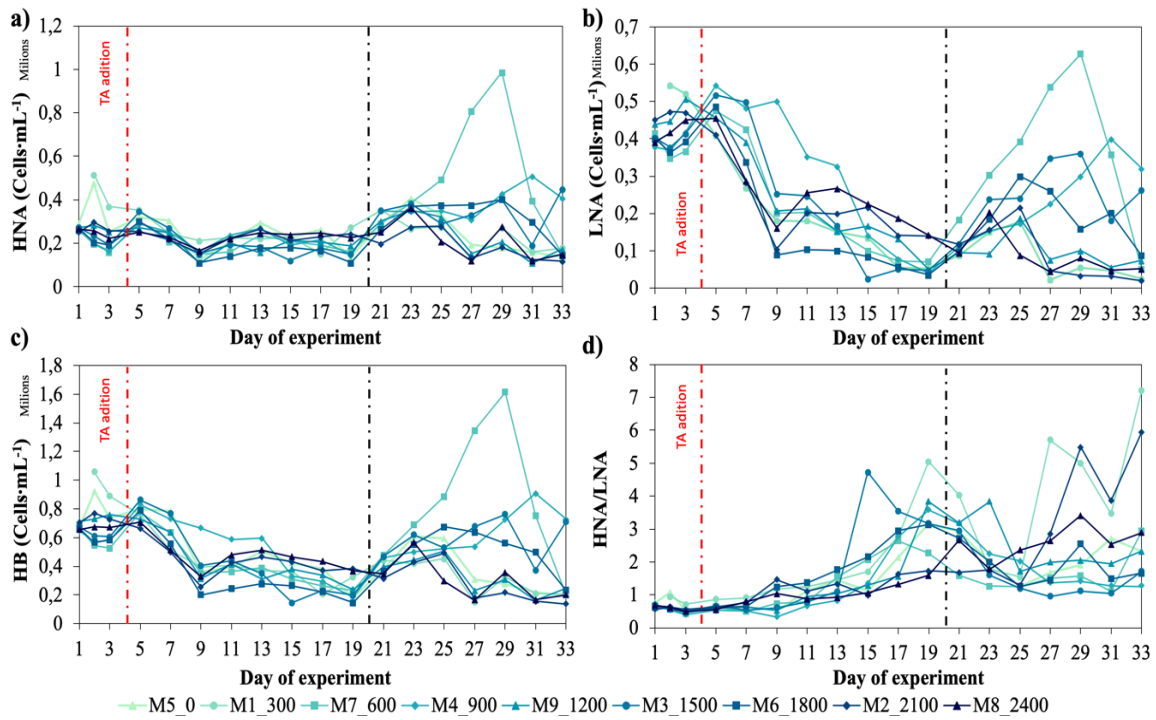 a)
1,2
1
0,8
0,6
0,4
0,2
0
HNA (Cells·mL⁻¹)
Milions
TA adition
1 3 5 7 9 11 13 15 17 19 21 23 25 27 29 31 33
Day of experiment
b)
0,7
0,6
0,5
0,4
0,3
0,2
0,1
0
LNA (Cells·mL⁻¹)
Milions
TA adition
1 3 5 7 9 11 13 15 17 19 21 23 25 27 29 31 33
Day of experiment
c)
1,8
1,6
1,4
1,2
1
0,8
0,6
0,4
0,2
0
HB (Cells·mL⁻¹)
Milions
TA adition
1 3 5 7 9 11 13 15 17 19 21 23 25 27 29 31 33
Day of experiment
d)
8
7
6
5
4
3
2
1
0
HNA/LNA
TA adition
1 3 5 7 9 11 13 15 17 19 21 23 25 27 29 31 33
Day of experiment
M5_0 M1_300 M7_600 M4_900 M9_1200 M3_1500 M6_1800 M2_2100 M8_2400